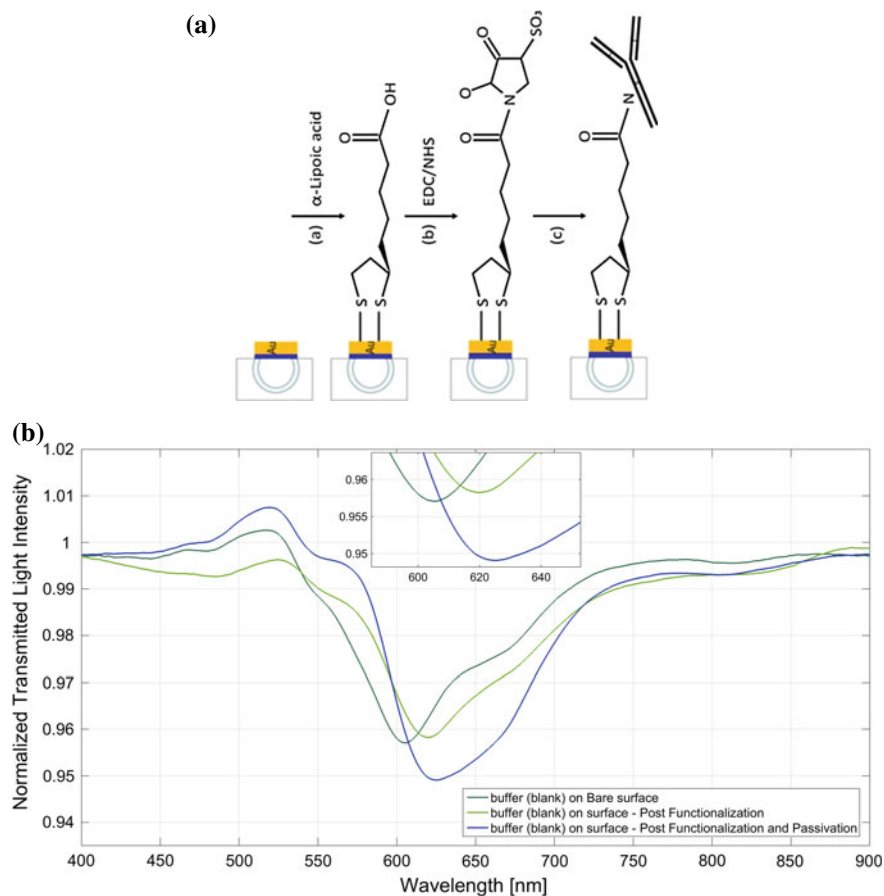 (a)
α-Lipoic acid
(a)
EDC/NHS
(b)
(c)
O
OH
S
S
O
O
SO₃
N
O
S
S
O
N
S
S
Au
Au
Au
Au
(b)
Normalized Transmitted Light Intensity
1.02
1.01
1
0.99
0.98
0.97
0.96
0.95
0.94
0.96
0.955
0.95
600 620 640
buffer (blank) on Bare surface
buffer (blank) on surface - Post Functionalization
buffer (blank) on surface - Post Functionalization and Passivation
400 450 500 550 600 650 700 750 800 850 900
Wavelength [nm]